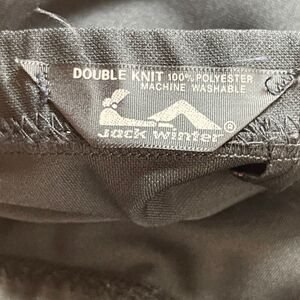 DOUBLE KNIT 100% POLYESTER
MACHINE WASHABLE
jack winter®